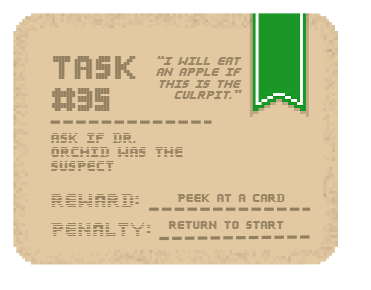 TASK
#35
"I WILL EAT
AN APPLE IF
THIS IS THE
CULRPIT."
ASK IF DR.
ORCHID WAS THE
SUSPECT
REWARD: PEEK AT A CARD
PENALTY: RETURN TO START